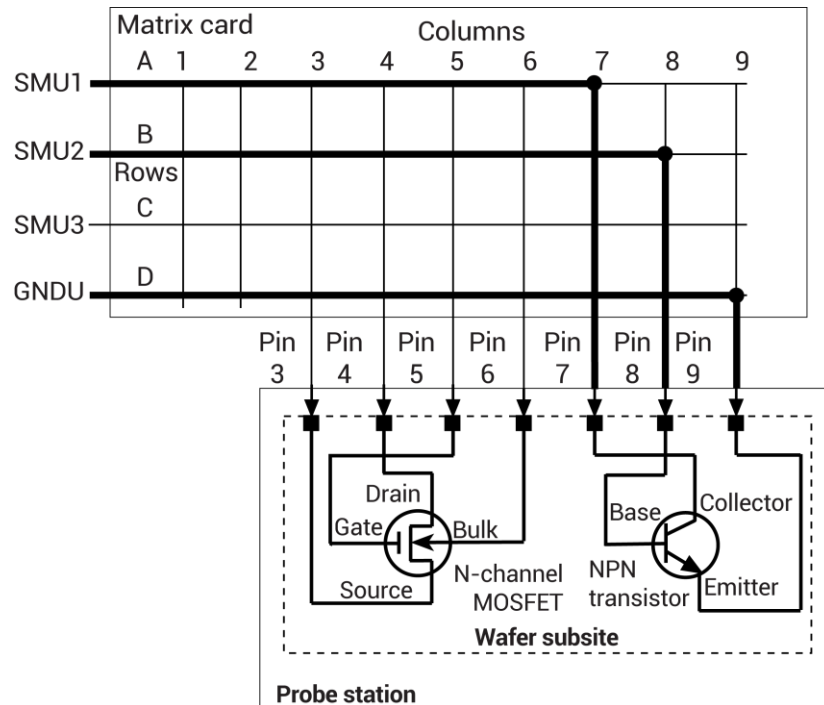 Matrix card
Columns
A 1 2 3 4 5 6 7 8 9
SMU1
B
SMU2
Rows
C
SMU3
D
GNDU
Pin Pin Pin Pin Pin Pin Pin
3 4 5 6 7 8 9
Drain
Gate
Bulk
Source
N-channel
MOSFET
Base
Collector
NPN
transistor
Emitter
Wafer subsite
Probe station